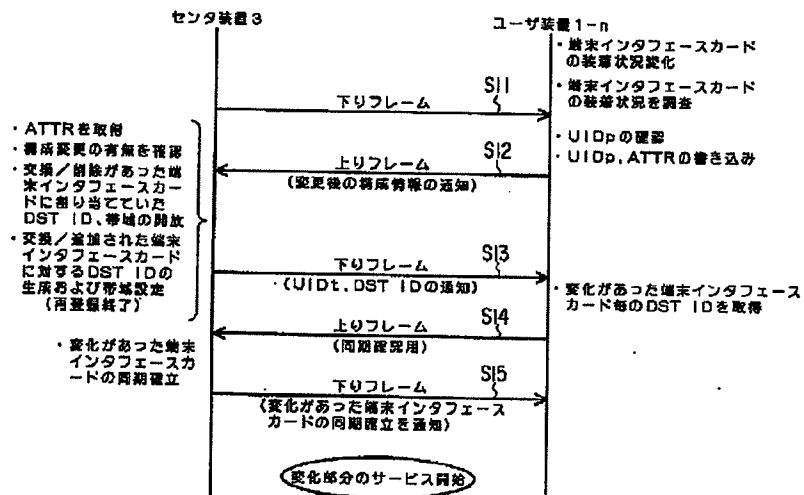 センタ装置3
ユーザ装置1-n
・端末インタフェースカード
の装着状況変化
・端末インタフェースカード
の装着状況を調査
S11
下りフレーム
・ATTRを取得
・構成変更の有無を確認
・交換/削除があった端
末インタフェースカー
ドに割り当てていた
DST ID、帯域の開放
・交換/追加された端末
インタフェースカード
に対するDST IDの
生成および帯域設定
(再登録終了)
S12
上りフレーム
(変更後の構成情報の通知)
・UIDpの確認
・UIDp,ATTRの書き込み
S13
下りフレーム
(UIDt,DST IDの通知)
・変化があった端末インタフェース
カード毎のDST IDを取得
S14
上りフレーム
(同期確認用)
・変化があった端末
インタフェースカ
ードの同期確立
S15
下りフレーム
(変化があった端末インタフェース
カードの同期確立を通知)
変化部分のサービス開始